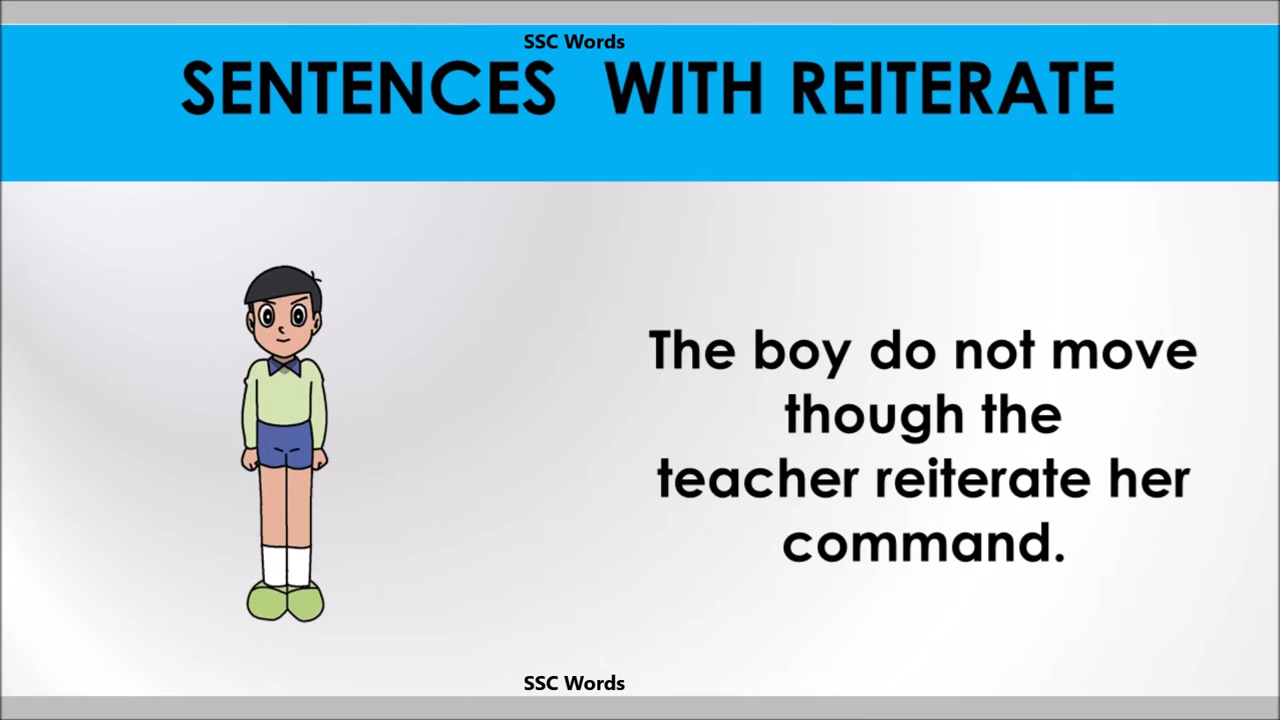 SSC Words
SENTENCES WITH REITERATE
The boy do not move
though the
teacher reiterate her
command.
SSC Words